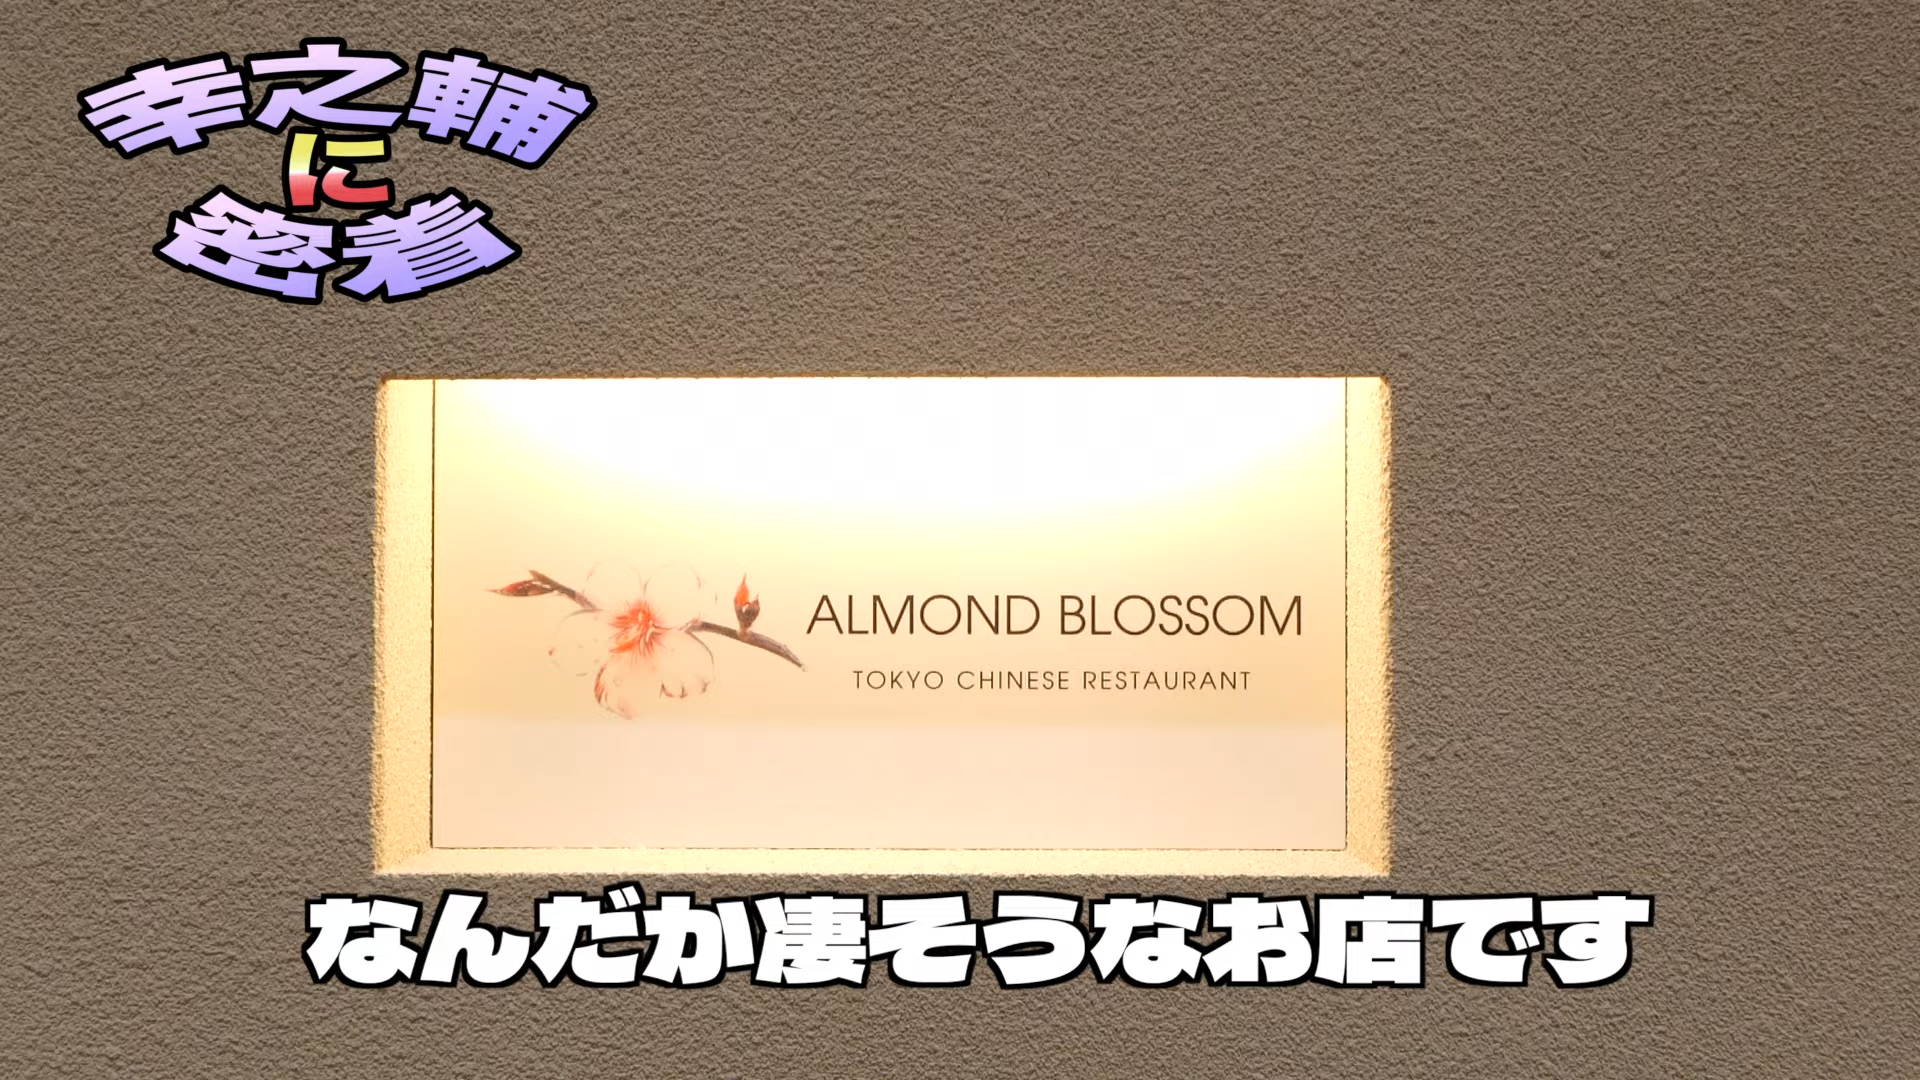 幸之輔
に
密着
ALMOND BLOSSOM
TOKYO CHINESE RESTAURANT
なんだか凄そうなお店です